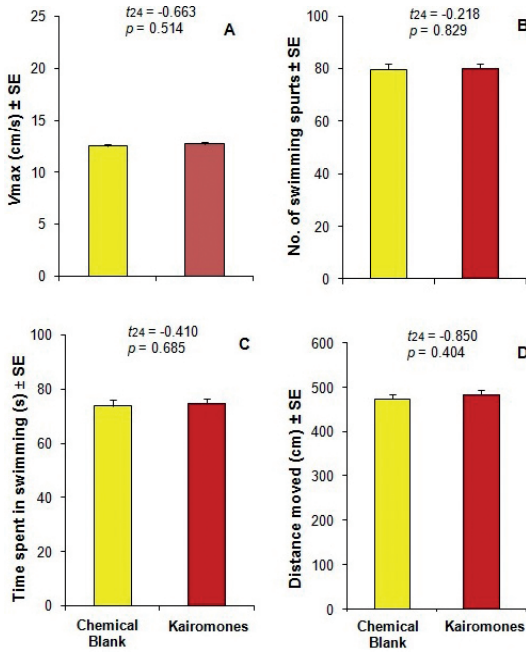 t24 = -0.663
p = 0.514
A
Vmax (cm/s) ± SE
25
20
15
10
5
0
t24 = -0.218
p = 0.829
B
No. of swimming spurts ± SE
100
80
60
40
20
0
t24 = -0.410
p = 0.685
C
Time spent in swimming (s) ± SE
100
80
60
40
20
0
Chemical
Blank
Kairomones
t24 = -0.850
p = 0.404
D
Distance moved (cm) ± SE
600
500
400
300
200
100
0
Chemical
Blank
Kairomones